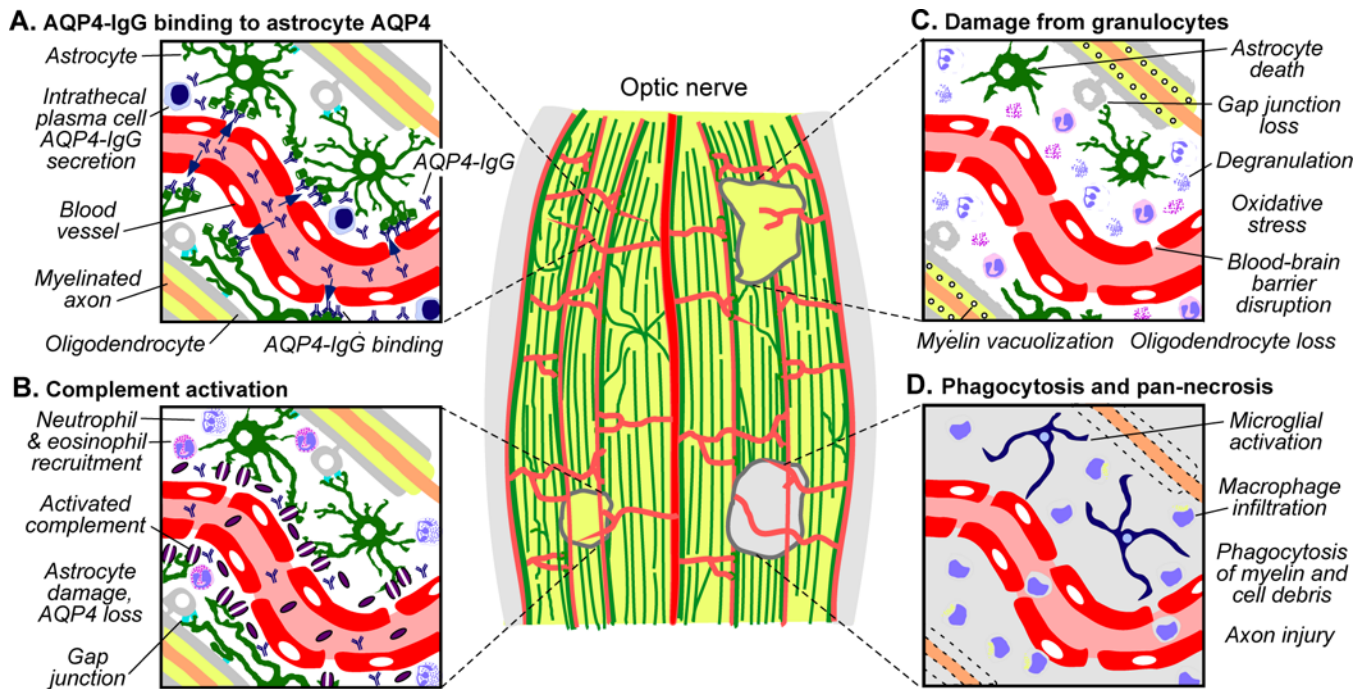 A. AQP4-IgG binding to astrocyte AQP4
Astrocyte
Intrathecal
plasma cell
AQP4-IgG
secretion
Blood
vessel
Myelinated
axon
Oligodendrocyte
AQP4-IgG binding
AQP4-IgG
B. Complement activation
Neutrophil
& eosinophil
recruitment
Activated
complement
Astrocyte
damage,
AQP4 loss
Gap
junction
Optic nerve
C. Damage from granulocytes
Astrocyte
death
Gap junction
loss
Degranulation
Oxidative
stress
Blood-brain
barrier
disruption
Myelin vacuolization
Oligodendrocyte loss
D. Phagocytosis and pan-necrosis
Microglial
activation
Macrophage
infiltration
Phagocytosis
of myelin and
cell debris
Axon injury